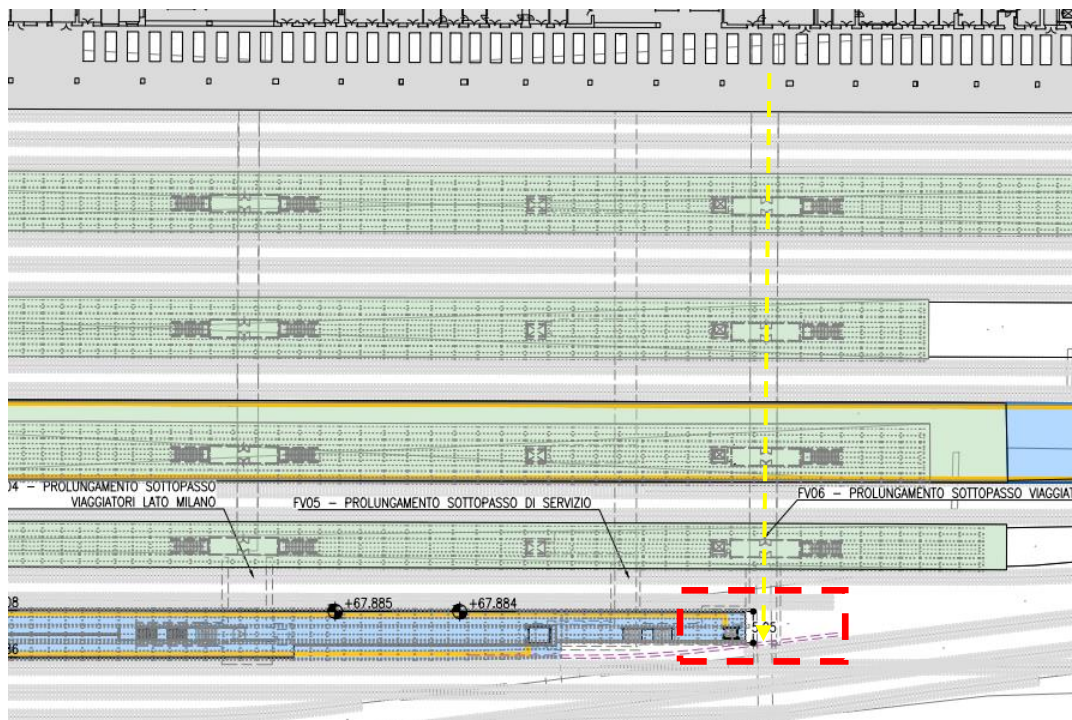 04 – PROLUNGAMENTO SOTTOPASSO
VIAGGIATORI LATO MILANO
FV05 – PROLUNGAMENTO SOTTOPASSO DI SERVIZIO
FV06 – PROLUNGAMENTO SOTTOPASSO VIAGGIAT
08
+67.885
+67.884